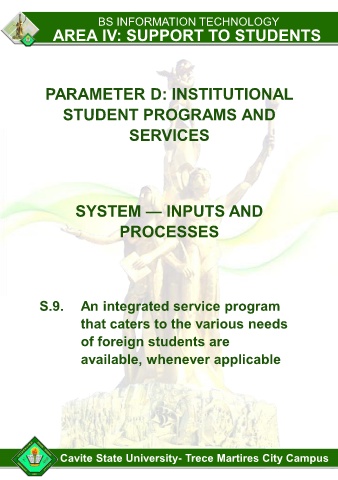 BS INFORMATION TECHNOLOGY
AREA IV: SUPPORT TO STUDENTS
PARAMETER D: INSTITUTIONAL
STUDENT PROGRAMS AND
SERVICES
SYSTEM — INPUTS AND
PROCESSES
S.9. An integrated service program
that caters to the various needs
of foreign students are
available, whenever applicable
Cavite State University- Trece Martires City Campus